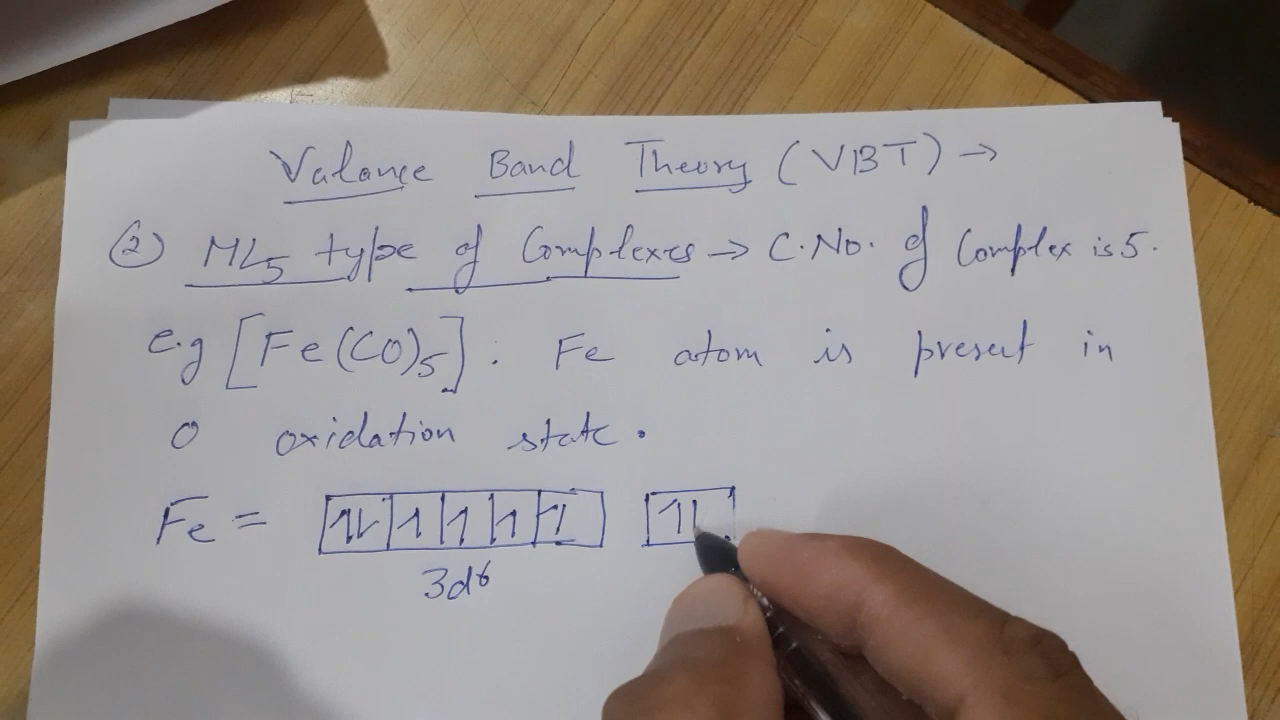 Valance Band Theory (VBT) →
② ML5 type of Complexes → C.No. of Complex is 5.
e.g [Fe(CO)5]. Fe atom is present in
0 oxidation state.
Fe = ↑↓ ↑ ↑ ↑ ↑ ↑↓
3d⁶